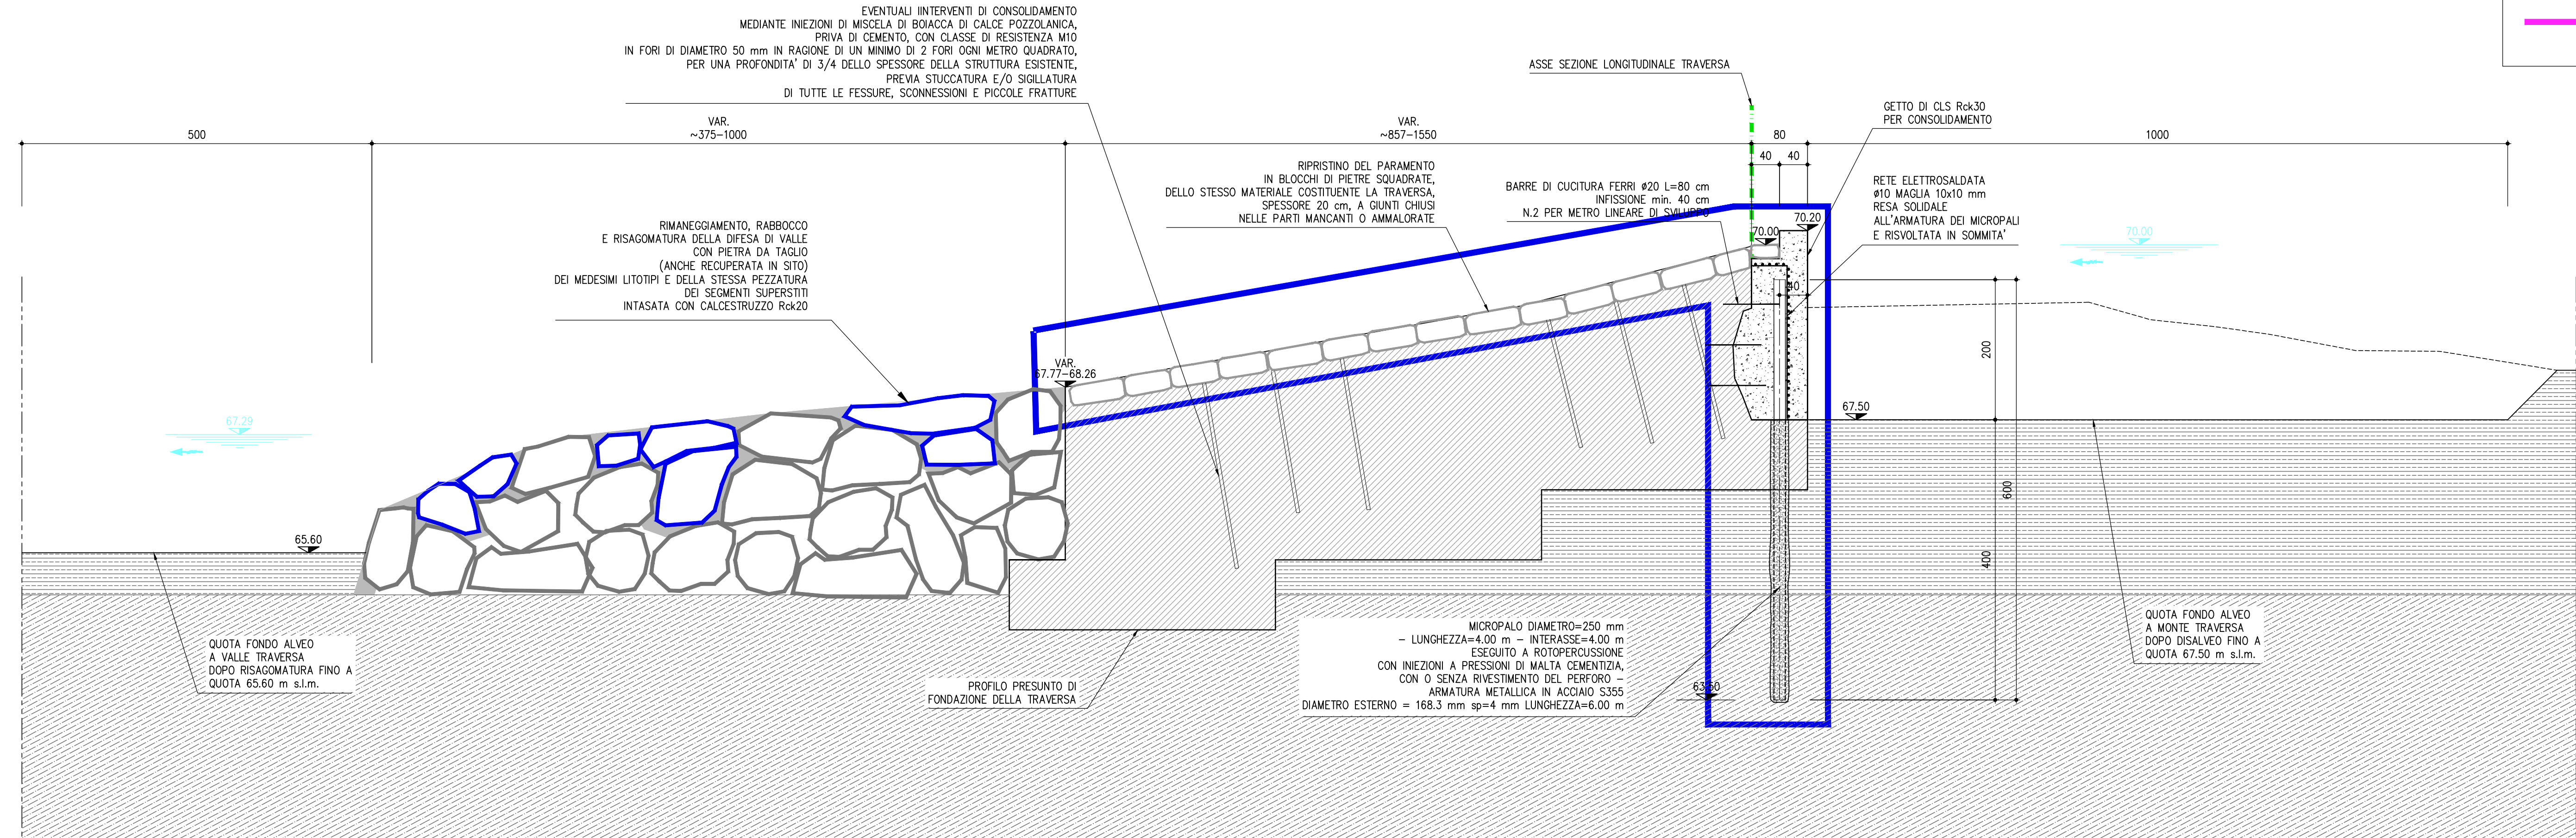 EVENTUALI IINTERVENTI DI CONSOLIDAMENTO
MEDIANTE INIEZIONI DI MISCELA DI BOIACCA DI CALCE POZZOLANICA,
PRIVA DI CEMENTO, CON CLASSE DI RESISTENZA M10
IN FORI DI DIAMETRO 50 mm IN RAGIONE DI UN MINIMO DI 2 FORI OGNI METRO QUADRATO,
PER UNA PROFONDITA' DI 3/4 DELLO SPESSORE DELLA STRUTTURA ESISTENTE,
PREVIA STUCCATURA E/O SIGILLATURA
DI TUTTE LE FESSURE, SCONNESSIONI E PICCOLE FRATTURE
ASSE SEZIONE LONGITUDINALE TRAVERSA
GETTO DI CLS Rck30
PER CONSOLIDAMENTO
500
VAR.
~375-1000
VAR.
~857-1550
80
1000
40
40
RIPRISTINO DEL PARAMENTO
IN BLOCCHI DI PIETRE SQUADRATE,
DELLO STESSO MATERIALE COSTITUENTE LA TRAVERSA,
SPESSORE 20 cm, A GIUNTI CHIUSI
NELLE PARTI MANCANTI O AMMALORATE
BARRE DI CUCITURA FERRI ø20 L=80 cm
INFISSIONE min. 40 cm
N.2 PER METRO LINEARE DI SVILUPPO
RETE ELETTROSALDATA
ø10 MAGLIA 10x10 mm
RESA SOLIDALE
ALL'ARMATURA DEI MICROPALI
E RISVOLTATA IN SOMMITA'
RIMANEGGIAMENTO, RABBOCCO
E RISAGOMATURA DELLA DIFESA DI VALLE
CON PIETRA DA TAGLIO
(ANCHE RECUPERATA IN SITO)
DEI MEDESIMI LITOTIPI E DELLA STESSA PEZZATURA
DEI SEGMENTI SUPERSTITI
INTASATA CON CALCESTRUZZO Rck20
70.20
70.00
70.00
40
200
VAR.
67.77-68.26
67.29
67.50
600
65.60
400
QUOTA FONDO ALVEO
A VALLE TRAVERSA
DOPO RISAGOMATURA FINO A
QUOTA 65.60 m s.l.m.
PROFILO PRESUNTO DI
FONDAZIONE DELLA TRAVERSA
MICROPALO DIAMETRO=250 mm
- LUNGHEZZA=4.00 m - INTERASSE=4.00 m
ESEGUITO A ROTOPERCUSSIONE
CON INIEZIONI A PRESSIONI DI MALTA CEMENTIZIA,
CON O SENZA RIVESTIMENTO DEL PERFORO -
ARMATURA METALLICA IN ACCIAIO S355
DIAMETRO ESTERNO = 168.3 mm sp=4 mm LUNGHEZZA=6.00 m
63.50
QUOTA FONDO ALVEO
A MONTE TRAVERSA
DOPO DISALVEO FINO A
QUOTA 67.50 m s.l.m.